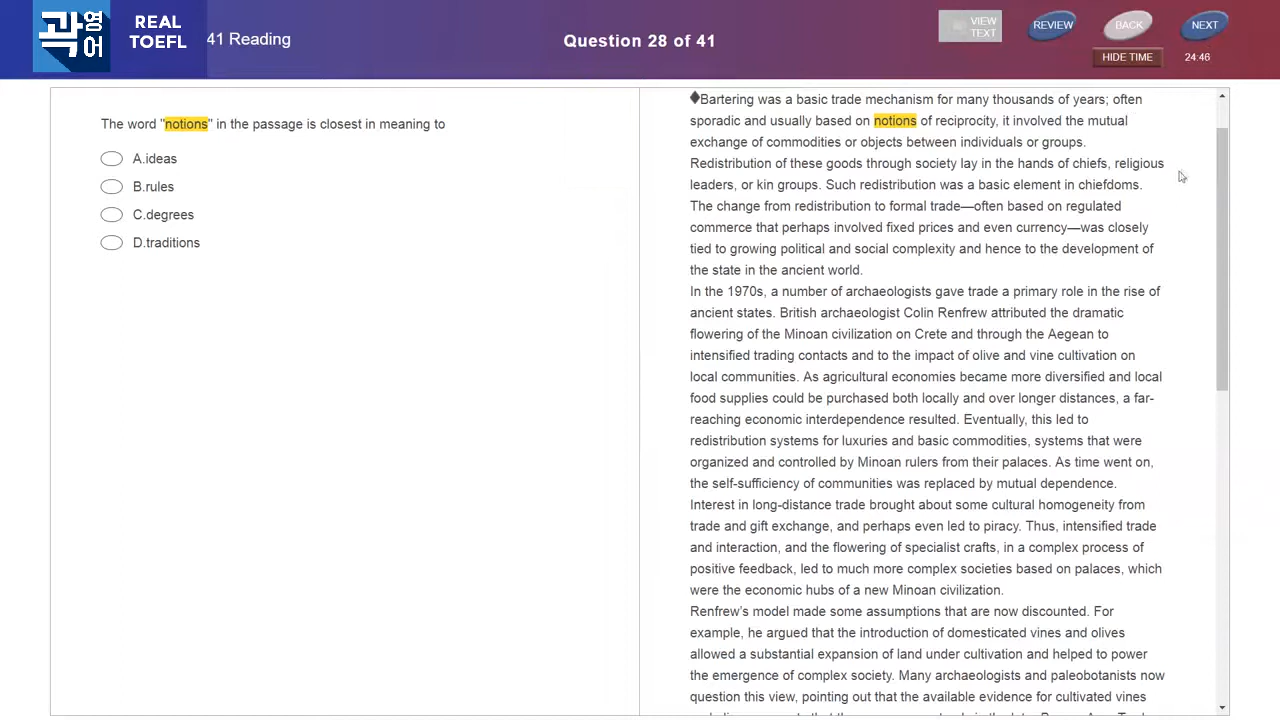 광영어
REAL
TOEFL
41 Reading
Question 28 of 41
VIEW
TEXT
REVIEW
BACK
NEXT
HIDE TIME
24:46
The word "notions" in the passage is closest in meaning to
A.ideas
B.rules
C.degrees
D.traditions
◆Bartering was a basic trade mechanism for many thousands of years; often
sporadic and usually based on notions of reciprocity, it involved the mutual
exchange of commodities or objects between individuals or groups.
Redistribution of these goods through society lay in the hands of chiefs, religious
leaders, or kin groups. Such redistribution was a basic element in chiefdoms.
The change from redistribution to formal trade—often based on regulated
commerce that perhaps involved fixed prices and even currency—was closely
tied to growing political and social complexity and hence to the development of
the state in the ancient world.
In the 1970s, a number of archaeologists gave trade a primary role in the rise of
ancient states. British archaeologist Colin Renfrew attributed the dramatic
flowering of the Minoan civilization on Crete and through the Aegean to
intensified trading contacts and to the impact of olive and vine cultivation on
local communities. As agricultural economies became more diversified and local
food supplies could be purchased both locally and over longer distances, a far-
reaching economic interdependence resulted. Eventually, this led to
redistribution systems for luxuries and basic commodities, systems that were
organized and controlled by Minoan rulers from their palaces. As time went on,
the self-sufficiency of communities was replaced by mutual dependence.
Interest in long-distance trade brought about some cultural homogeneity from
trade and gift exchange, and perhaps even led to piracy. Thus, intensified trade
and interaction, and the flowering of specialist crafts, in a complex process of
positive feedback, led to much more complex societies based on palaces, which
were the economic hubs of a new Minoan civilization.
Renfrew's model made some assumptions that are now discounted. For
example, he argued that the introduction of domesticated vines and olives
allowed a substantial expansion of land under cultivation and helped to power
the emergence of complex society. Many archaeologists and paleobotanists now
question this view, pointing out that the available evidence for cultivated vines